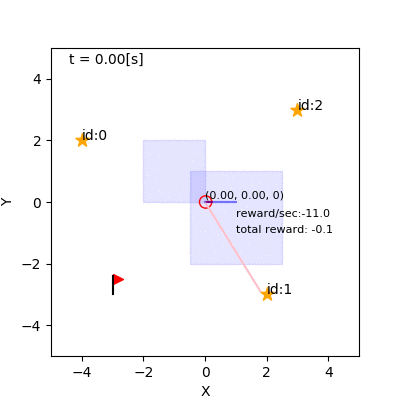 t = 0.00[s]
id:2
id:0
(0.00, 0.00, 0)
reward/sec:-11.0
total reward: -0.1
id:1
4
2
0
−2
−4
Y
−4
−2
0
2
4
X